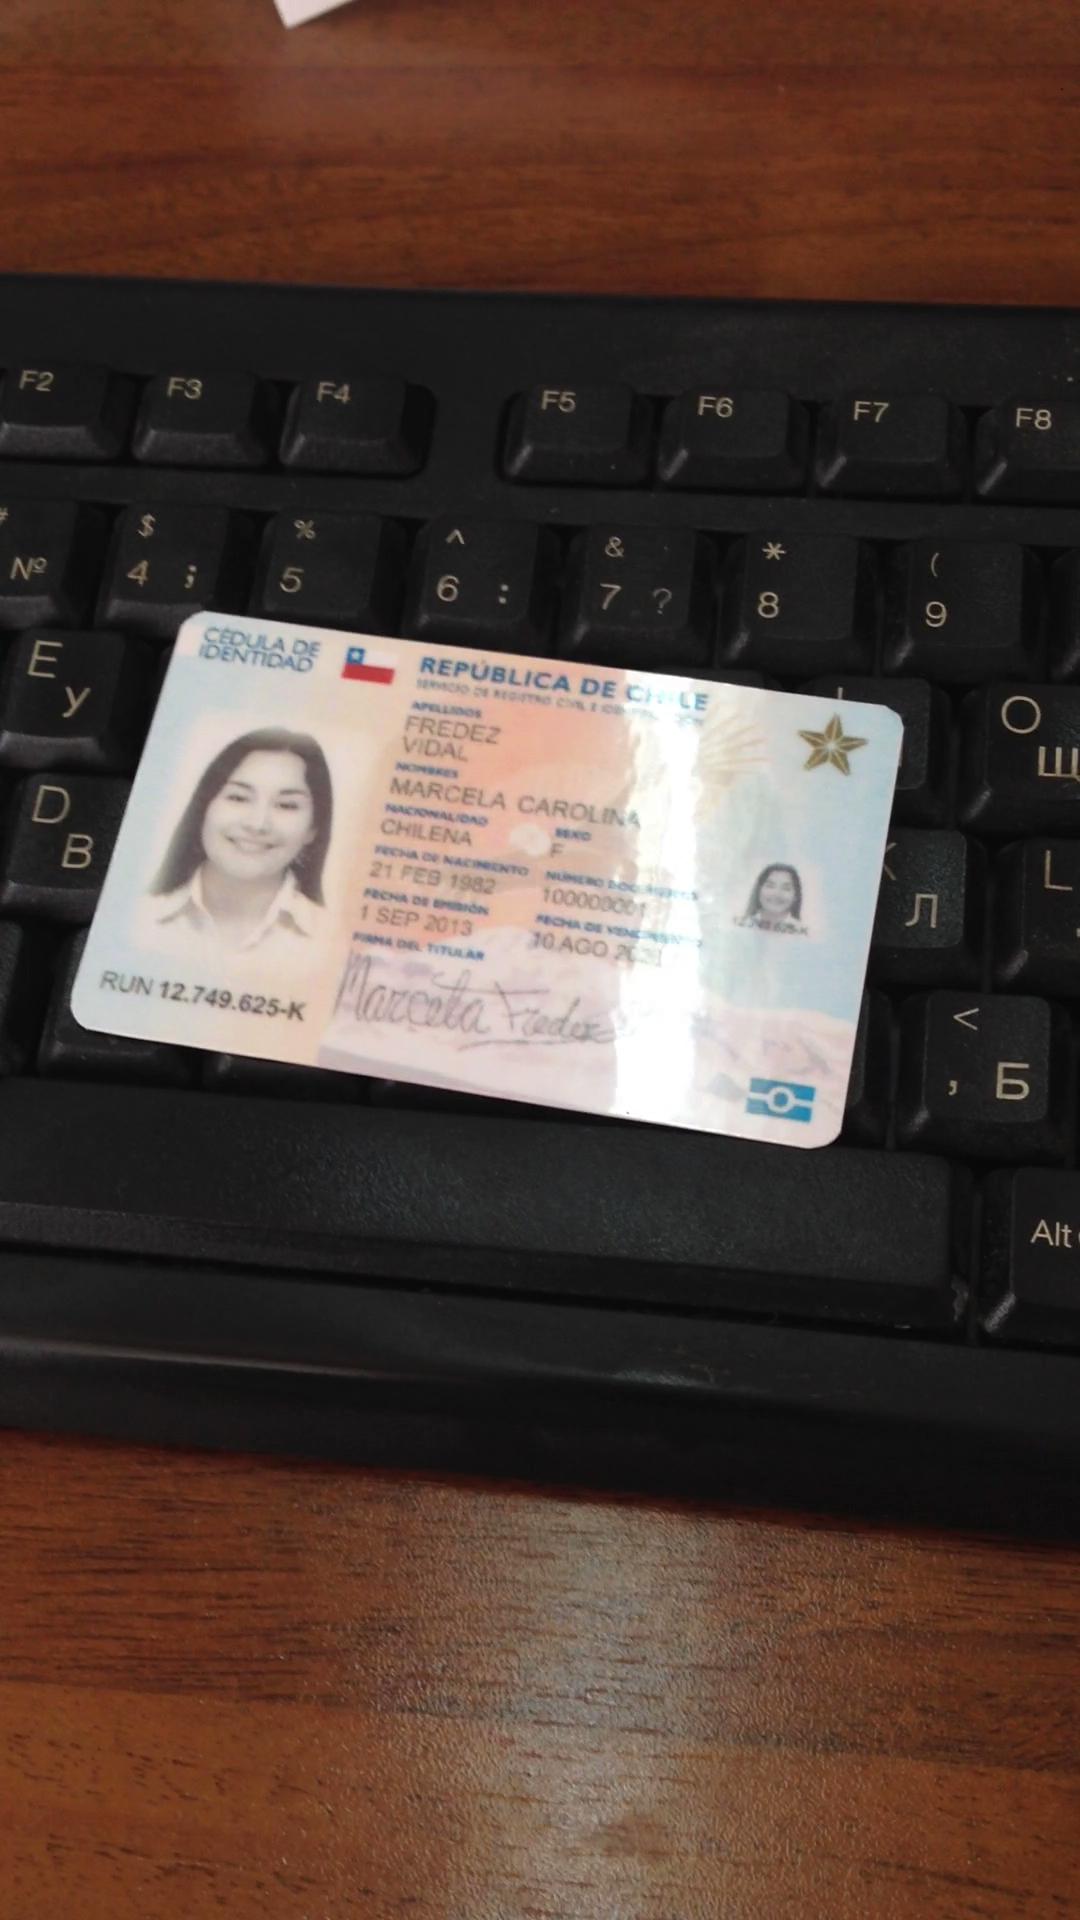 F2 F3 F4 F5 F6 F7 F8
№ $ 4 ; % 5 ^ 6 : & 7 ? * 8 ( 9
E У
O Щ
D В
Л
L
< , Б
Alt
CÉDULA DE
IDENTIDAD
REPÚBLICA DE CHILE
SERVICIO DE REGISTRO CIVIL E IDENTIFICACIÓN
APELLIDOS
FREDEZ
VIDAL
NOMBRES
MARCELA CAROLINA
NACIONALIDAD SEXO
CHILENA F
FECHA DE NACIMIENTO NÚMERO DOCUMENTO
21 FEB 1982 100000001
FECHA DE EMISIÓN FECHA DE VENCIMIENTO
1 SEP 2013 10 AGO
FIRMA DEL TITULAR
Marcela Fredez
RUN 12.749.625-K
12.749.625-K